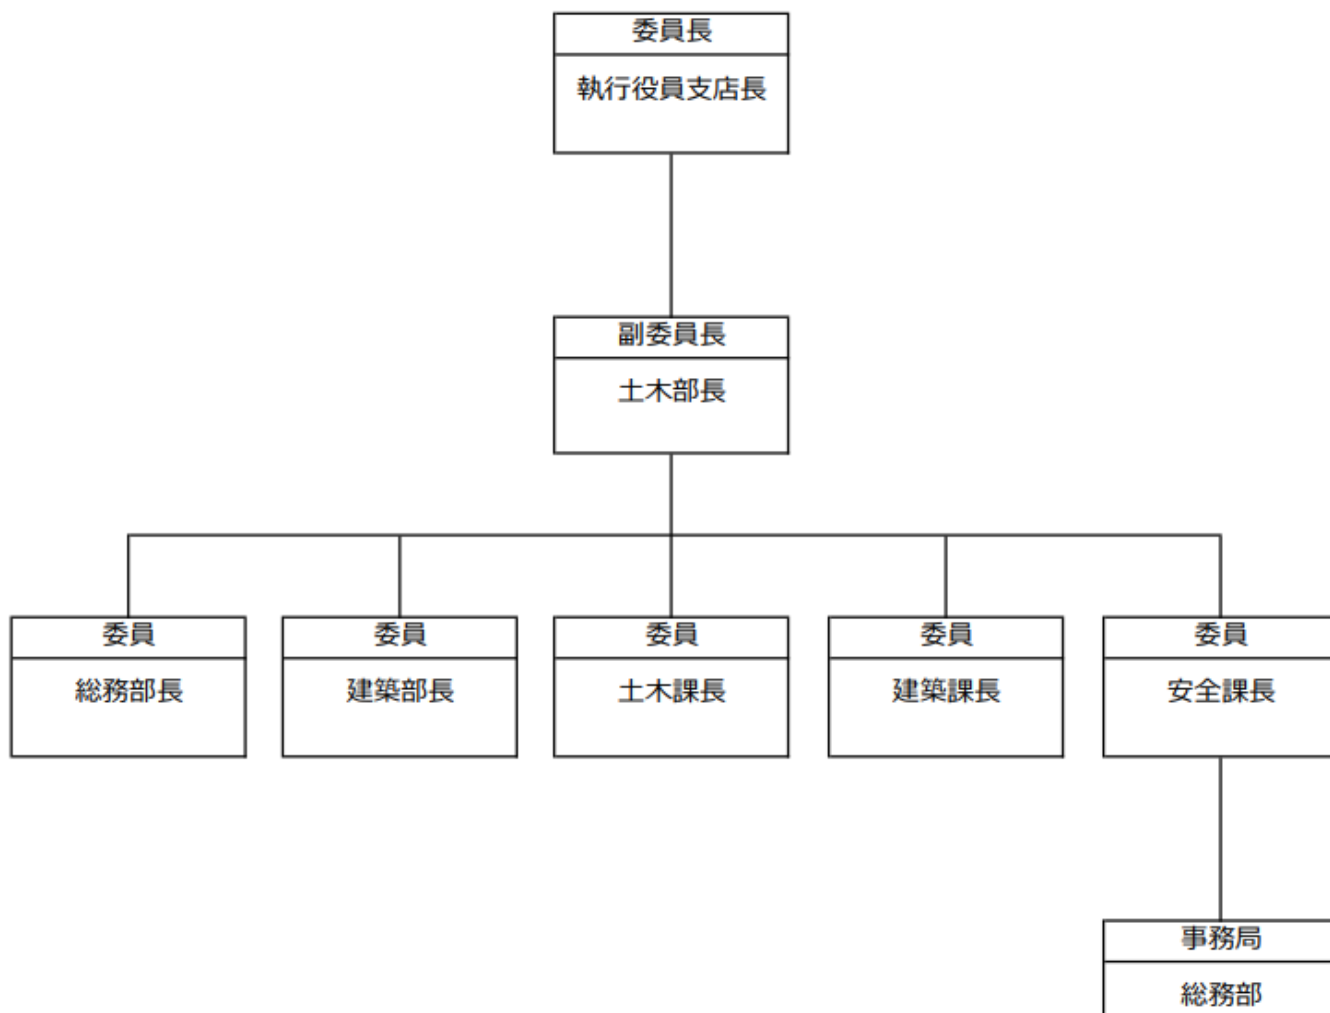 委員長
執行役員支店長
副委員長
土木部長
委員
総務部長
委員
建築部長
委員
土木課長
委員
建築課長
委員
安全課長
事務局
総務部